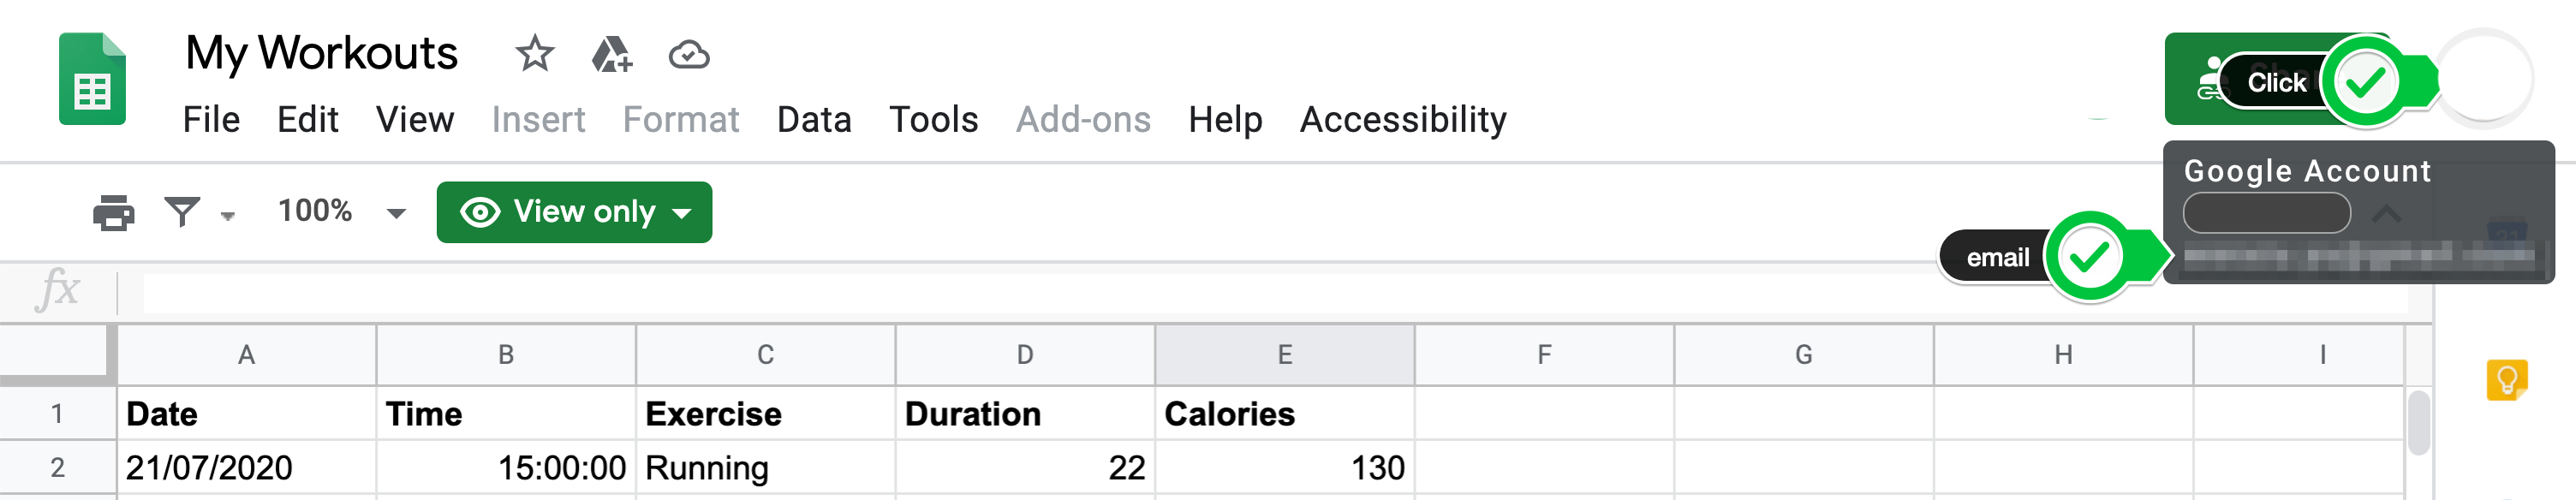 My Workouts
File Edit View Insert Format Data Tools Add-ons Help Accessibility
Click
Google Account
100% View only
email
fx
A B C D E F G H I
1 Date Time Exercise Duration Calories
2 21/07/2020 15:00:00 Running 22 130